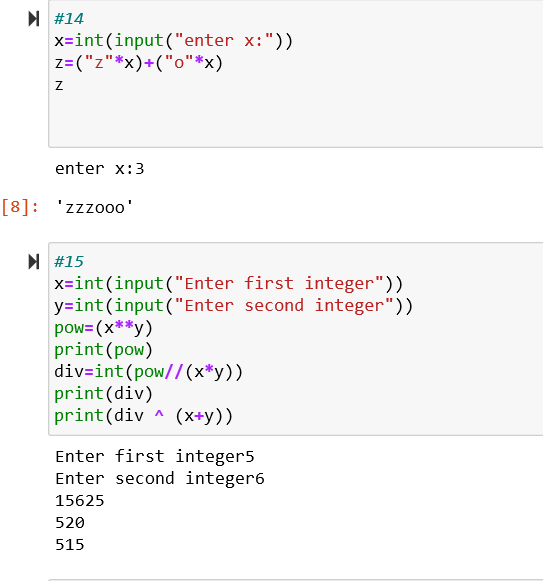 #14
x=int(input("enter x:"))
z=("z"*x)+("o"*x)
z
enter x:3
[8]: 'zzzooo'
#15
x=int(input("Enter first integer"))
y=int(input("Enter second integer"))
pow=(x**y)
print(pow)
div=int(pow//(x*y))
print(div)
print(div ^ (x+y))
Enter first integer5
Enter second integer6
15625
520
515